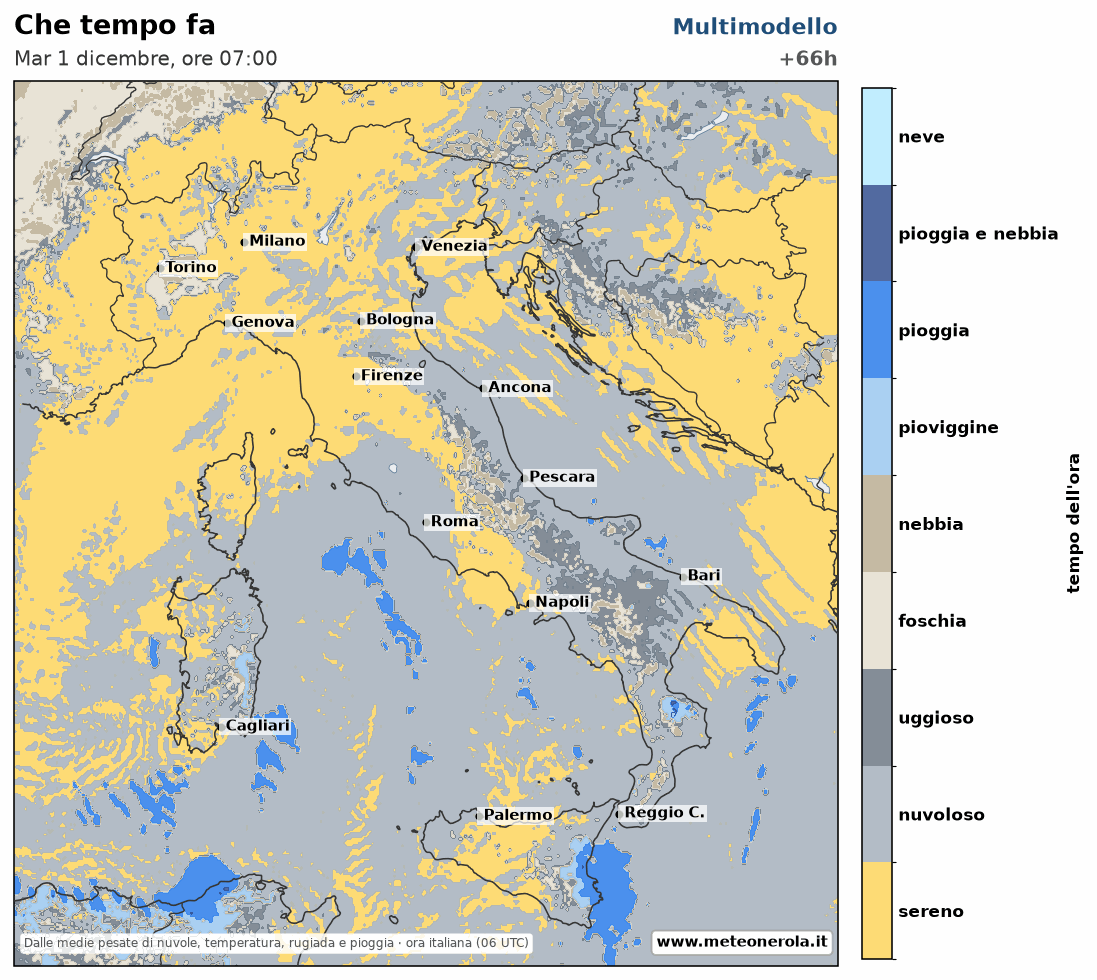 Che tempo fa
Multimodello
Mar 1 dicembre, ore 07:00
+66h
neve
pioggia e nebbia
pioggia
pioviggine
nebbia
foschia
uggioso
nuvoloso
sereno
tempo dell'ora
Milano
Venezia
Torino
Genova
Bologna
Firenze
Ancona
Pescara
Roma
Bari
Napoli
Cagliari
Palermo
Reggio C.
Dalle medie pesate di nuvole, temperatura, rugiada e pioggia · ora italiana (06 UTC)
www.meteonerola.it